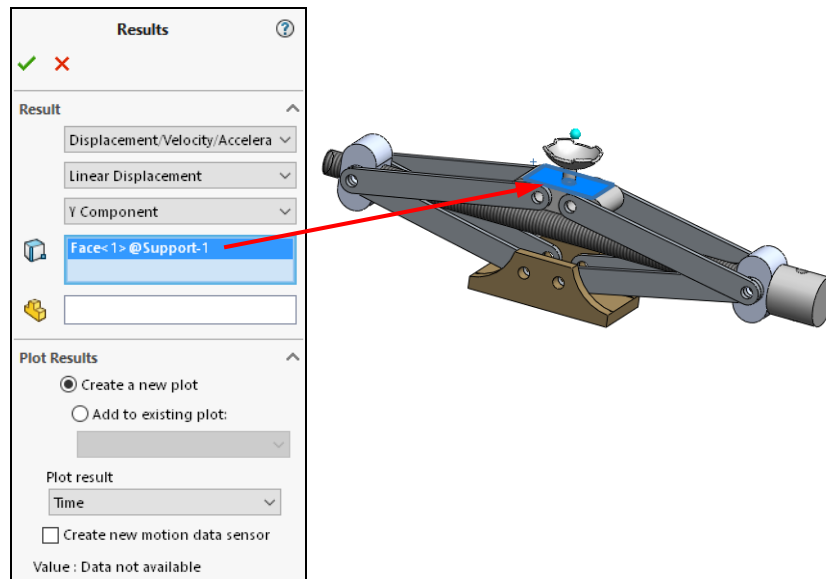 Results
Result
Displacement/Velocity/Accelera
Linear Displacement
Y Component
Face<1>@Support-1
Plot Results
Create a new plot
Add to existing plot:
Plot result
Time
Create new motion data sensor
Value : Data not available